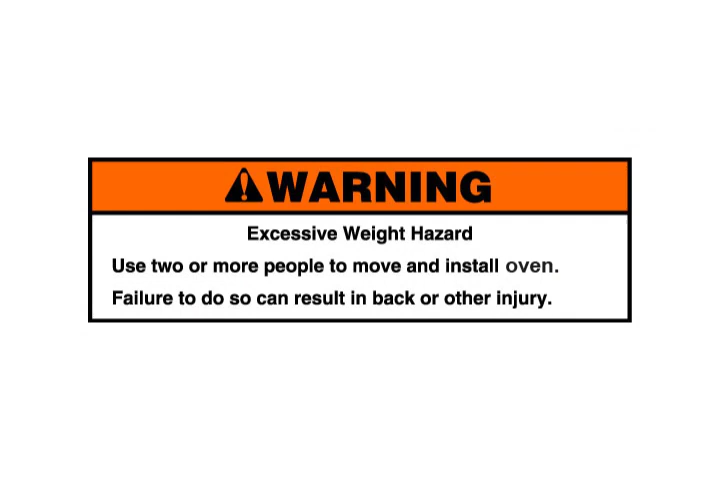 WARNING
Excessive Weight Hazard
Use two or more people to move and install oven.
Failure to do so can result in back or other injury.